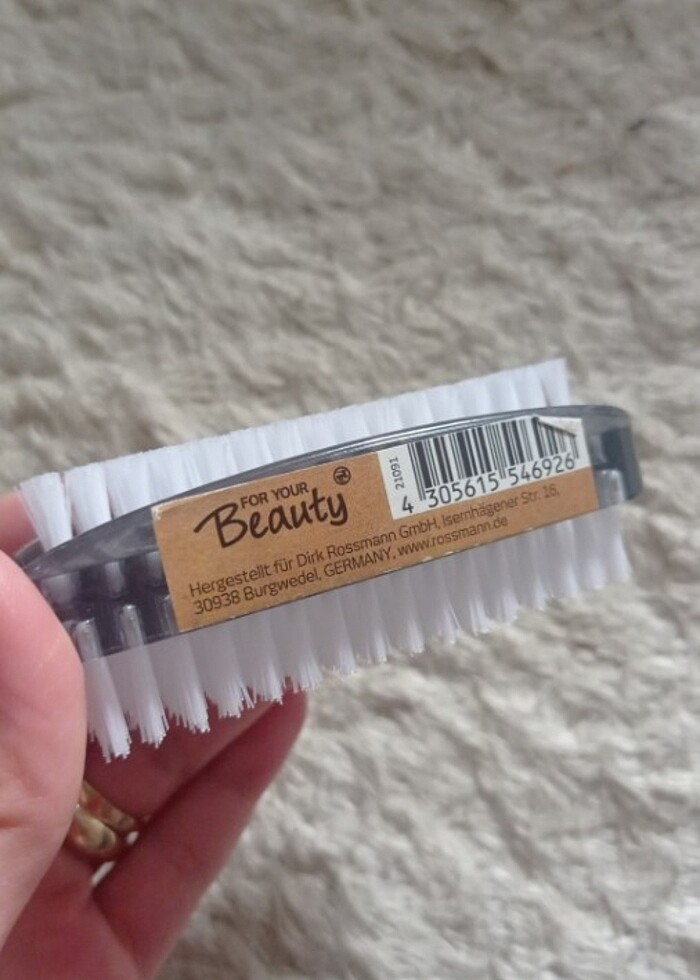 FOR YOUR
Beauty
21091
4 305615 546926
Hergestellt für Dirk Rossmann GmbH, Isernhägener Str. 16,
30938 Burgwedel, GERMANY, www.rossmann.de